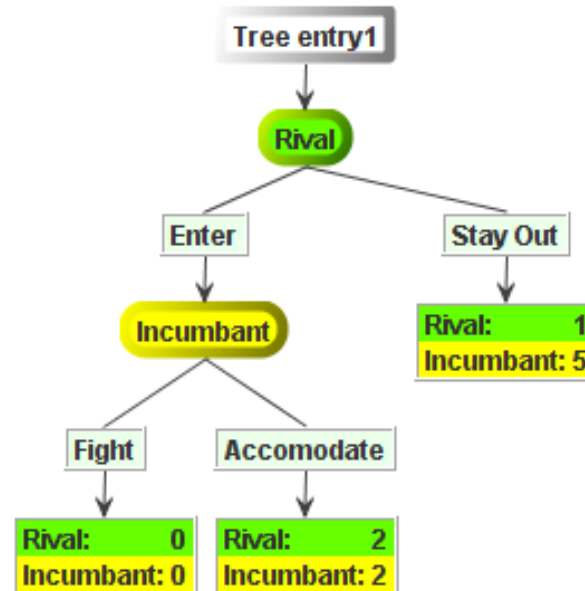 Tree entry1
Rival
Enter
Stay Out
Rival: 1
Incumbant: 5
Incumbant
Fight
Accomodate
Rival: 0
Incumbant: 0
Rival: 2
Incumbant: 2